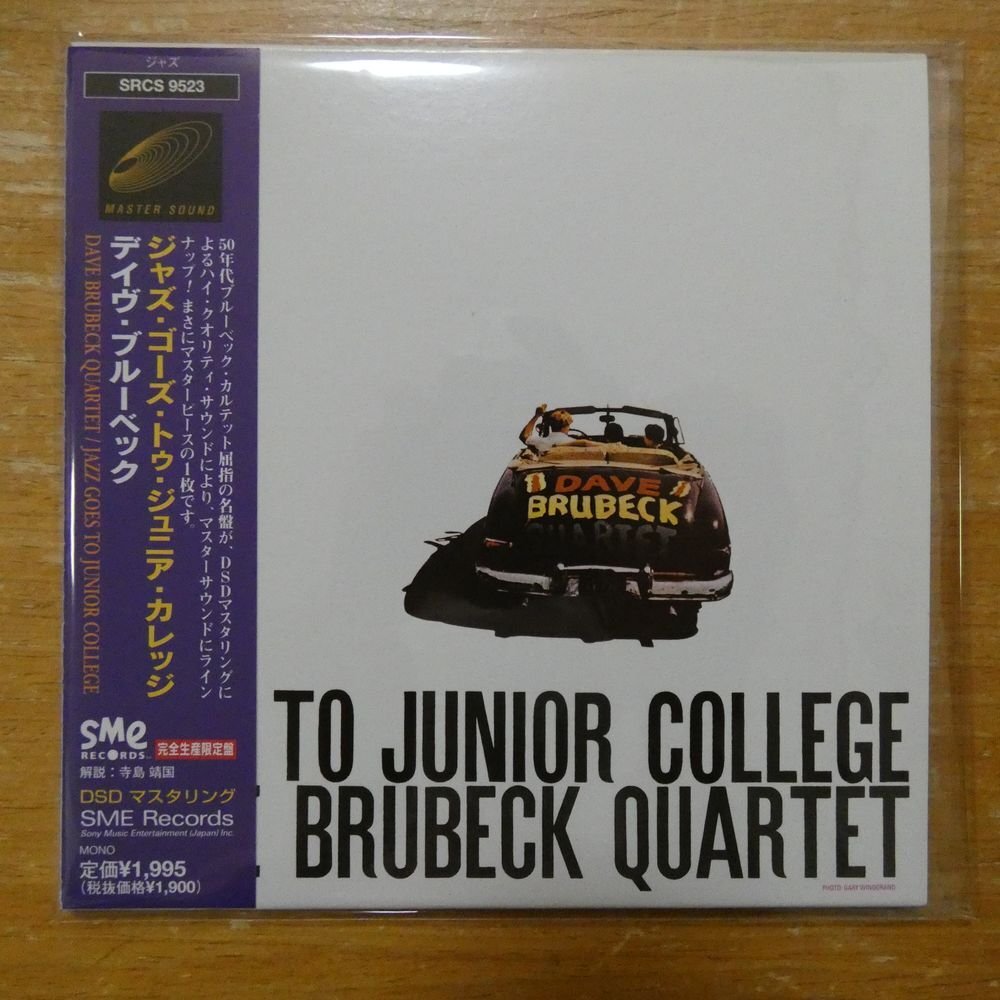 ジャズ
SRCS 9523
MASTER SOUND
50年代ブルーベック・カルテット屈指の名盤が、DSDマスタリングに
よるハイ・クオリティ・サウンドにより、マスターサウンドにライン
ナップ！まさにマスターピースの1枚です。
ジャズ・ゴーズ・トゥ・ジュニア・カレッジ
デイヴ・ブルーベック
DAVE BRUBECK QUARTET / JAZZ GOES TO JUNIOR COLLEGE
SMe
RECORDS
完全生産限定盤
解説：寺島 靖国
DSD マスタリング
SME Records
Sony Music Entertainment (Japan) Inc.
MONO
定価¥1,995
(税抜価格¥1,900)
DAVE
BRUBECK
QUARTET
TO JUNIOR COLLEGE
BRUBECK QUARTET
PHOTO: GARY WINOGRAND